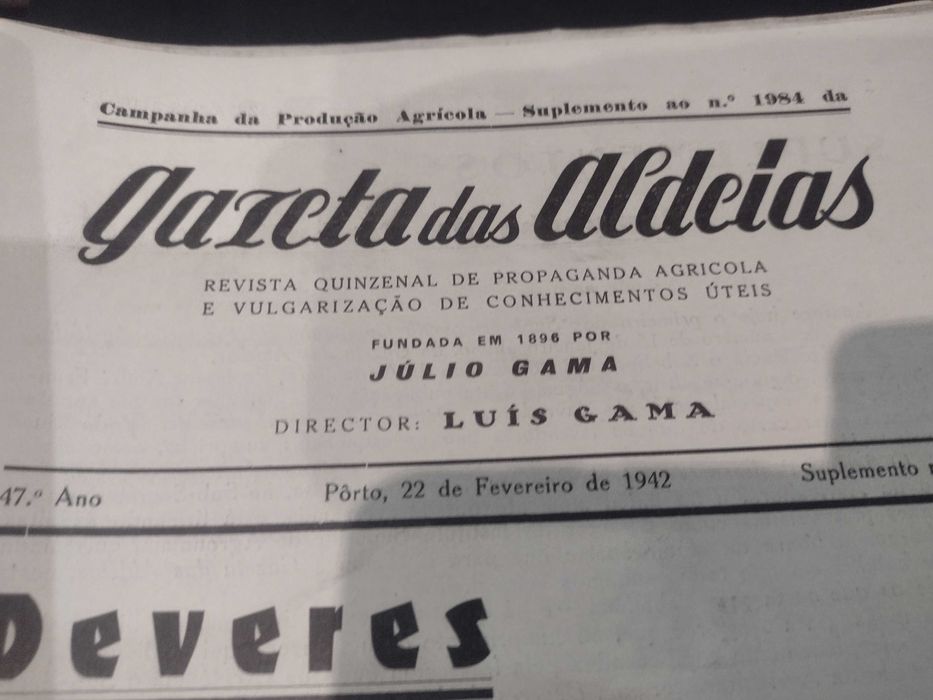 Campanha da Produção Agrícola — Suplemento ao n.º 1984 da
Gazeta das Aldeias
REVISTA QUINZENAL DE PROPAGANDA AGRICOLA
E VULGARIZAÇÃO DE CONHECIMENTOS ÚTEIS
FUNDADA EM 1896 POR
JÚLIO GAMA
DIRECTOR: LUÍS GAMA
47.º Ano Pôrto, 22 de Fevereiro de 1942 Suplemento
Deveres